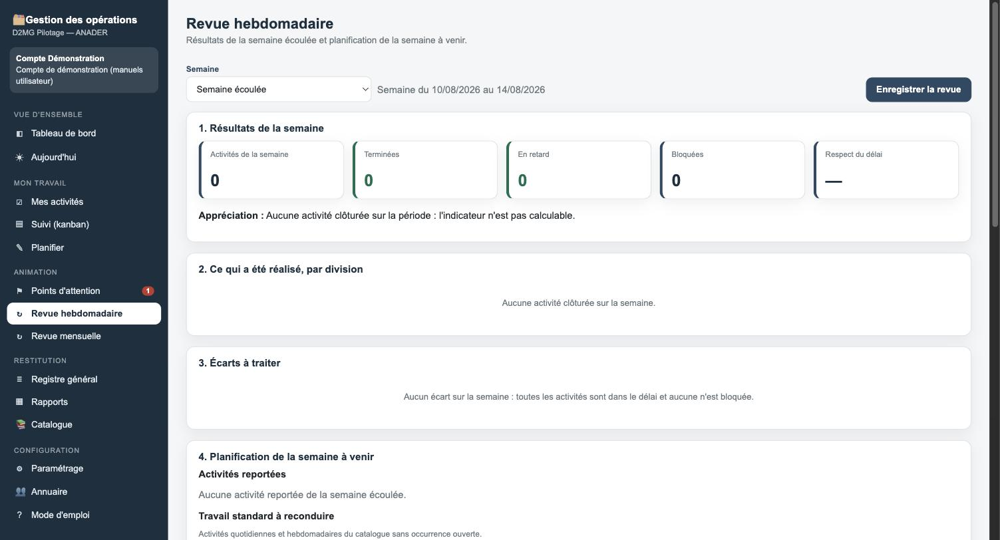 Gestion des opérations
D2MG Pilotage — ANADER
Compte Démonstration
Compte de démonstration (manuels
utilisateur)
VUE D'ENSEMBLE
Tableau de bord
Aujourd'hui
MON TRAVAIL
Mes activités
Suivi (kanban)
Planifier
ANIMATION
Points d'attention 1
Revue hebdomadaire
Revue mensuelle
RESTITUTION
Registre général
Rapports
Catalogue
CONFIGURATION
Paramétrage
Annuaire
? Mode d'emploi
Revue hebdomadaire
Résultats de la semaine écoulée et planification de la semaine à venir.
Semaine
Semaine écoulée Semaine du 10/08/2026 au 14/08/2026 Enregistrer la revue
1. Résultats de la semaine
Activités de la semaine Terminées En retard Bloquées Respect du délai
0 0 0 0 —
Appréciation : Aucune activité clôturée sur la période : l'indicateur n'est pas calculable.
2. Ce qui a été réalisé, par division
Aucune activité clôturée sur la semaine.
3. Écarts à traiter
Aucun écart sur la semaine : toutes les activités sont dans le délai et aucune n'est bloquée.
4. Planification de la semaine à venir
Activités reportées
Aucune activité reportée de la semaine écoulée.
Travail standard à reconduire
Activités quotidiennes et hebdomadaires du catalogue sans occurrence ouverte.